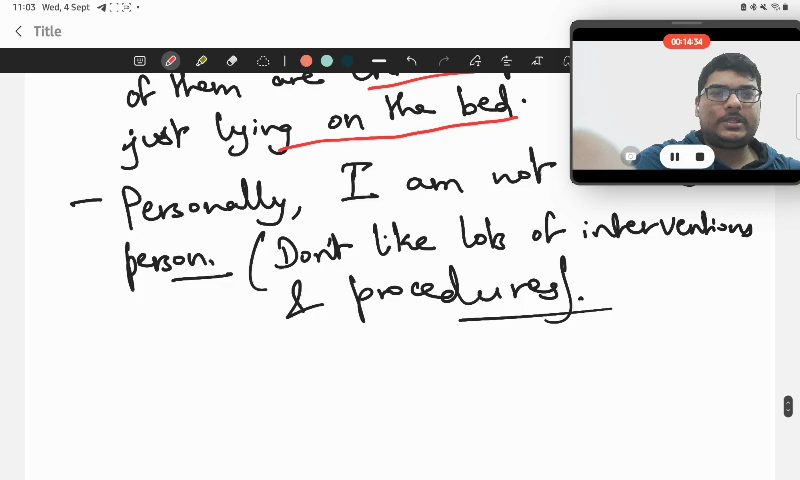 11:03 Wed, 4 Sept
Title
00:14:34
of them are
just lying on the bed.
- Personally, I am not
person. (Don't like lots of interventions
& procedures).